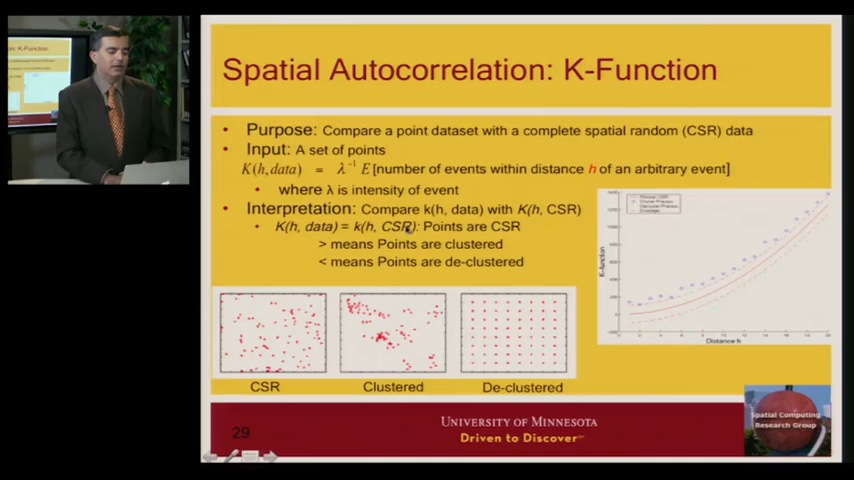 Spatial Autocorrelation: K-Function
• Purpose: Compare a point dataset with a complete spatial random (CSR) data
• Input: A set of points
K(h, data) = λ⁻¹ E [number of events within distance h of an arbitrary event]
• where λ is intensity of event
• Interpretation: Compare k(h, data) with K(h, CSR)
• K(h, data) = k(h, CSR): Points are CSR
> means Points are clustered
< means Points are de-clustered
K-function
Distance h
CSR
Clustered
De-clustered
29
UNIVERSITY OF MINNESOTA
Driven to Discover
Spatial Computing
Research Group